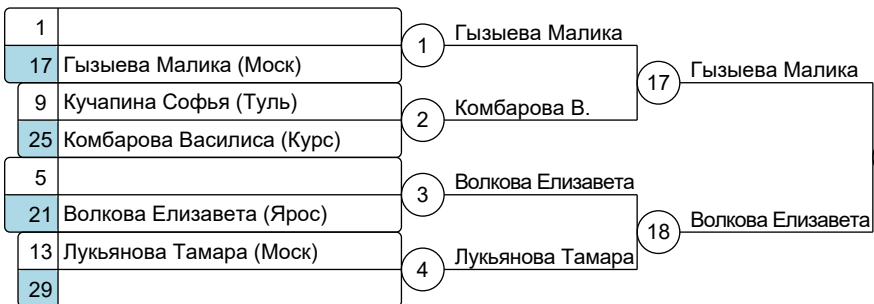 1
17 Гызыева Малика (Моск)
9 Кучапина Софья (Туль)
25 Комбарова Василиса (Курс)
5
21 Волкова Елизавета (Ярос)
13 Лукьянова Тамара (Моск)
29
1 Гызыева Малика
2 Комбарова В.
3 Волкова Елизавета
4 Лукьянова Тамара
17 Гызыева Малика
18 Волкова Елизавета